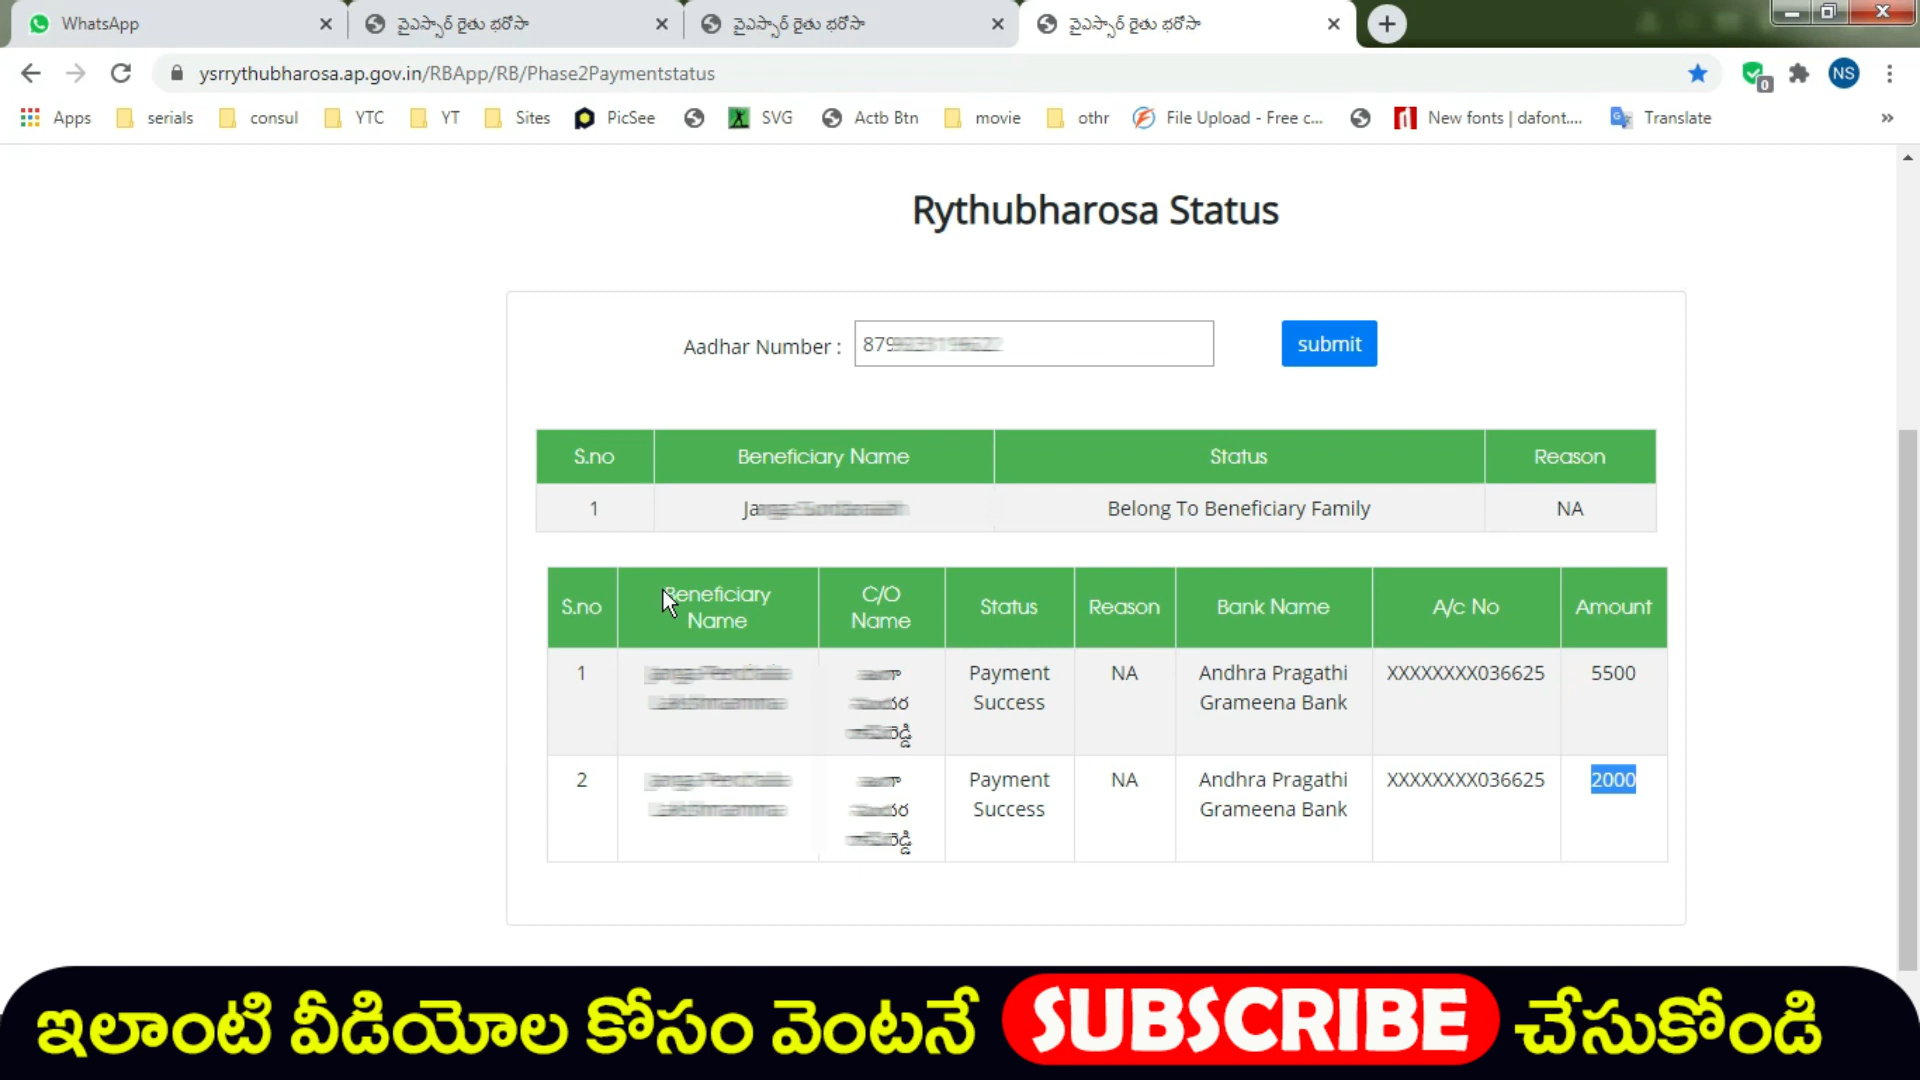 WhatsApp
వైఎస్సార్ రైతు భరోసా
వైఎస్సార్ రైతు భరోసా
వైఎస్సార్ రైతు భరోసా
ysrrythubharosa.ap.gov.in/RBApp/RB/Phase2Paymentstatus
0
NS
Apps serials consul YTC YT Sites PicSee SVG Actb Btn movie othr File Upload - Free c... New fonts | dafont.... Translate »
Rythubharosa Status
Aadhar Number :
submit
S.no Beneficiary Name Status Reason
1 Belong To Beneficiary Family NA
S.no Beneficiary Name C/O Name Status Reason Bank Name A/c No Amount
1 Payment Success NA Andhra Pragathi Grameena Bank XXXXXXXX036625 5500
2 Payment Success NA Andhra Pragathi Grameena Bank XXXXXXXX036625 2000
ఇలాంటి వీడియోల కోసం వెంటనే SUBSCRIBE చేసుకోండి